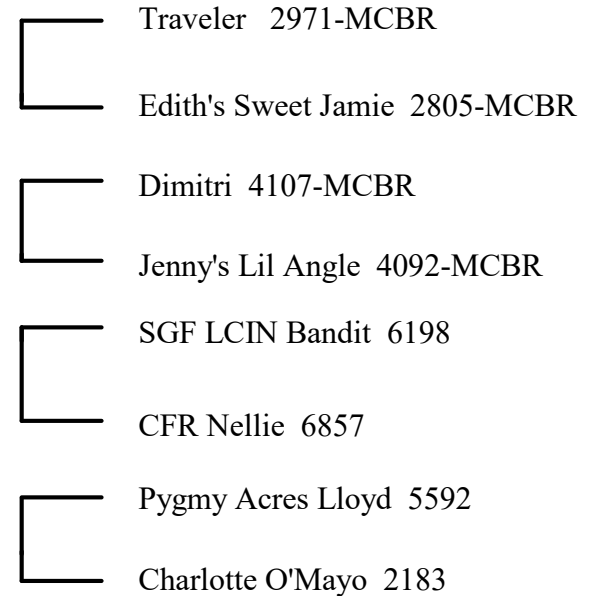 Traveler 2971-MCBR
Edith's Sweet Jamie 2805-MCBR
Dimitri 4107-MCBR
Jenny's Lil Angle 4092-MCBR
SGF LCIN Bandit 6198
CFR Nellie 6857
Pygmy Acres Lloyd 5592
Charlotte O'Mayo 2183